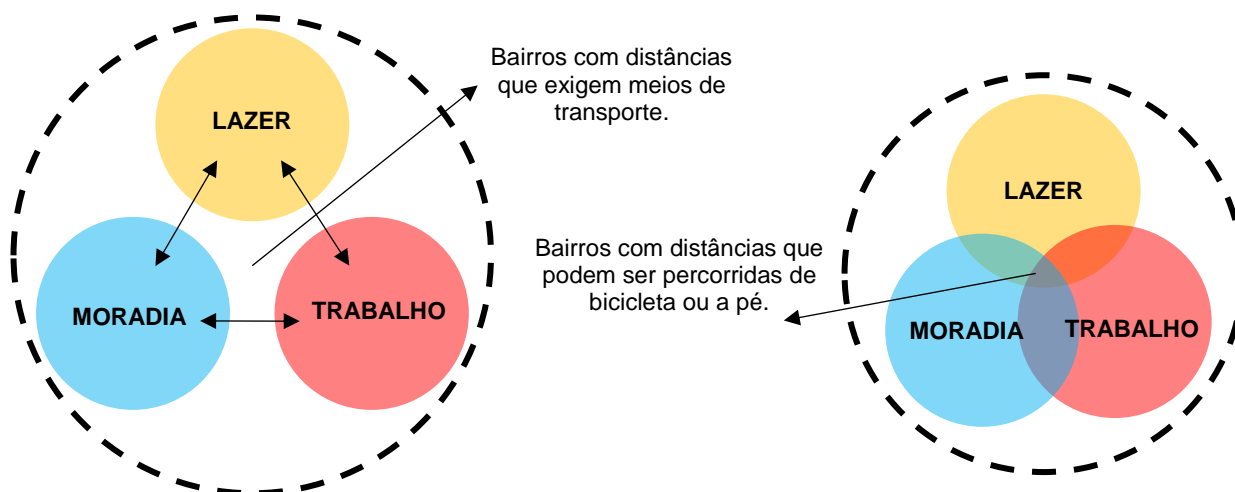 Bairros com distâncias
que exigem meios de
transporte.
LAZER
MORADIA
TRABALHO
Bairros com distâncias que
podem ser percorridas de
bicicleta ou a pé.
LAZER
MORADIA
TRABALHO